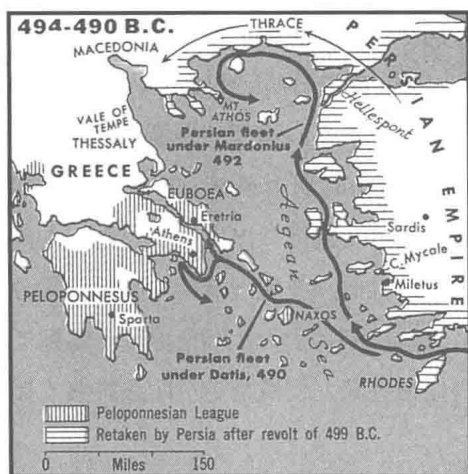 494-490 B.C.
THRACE
MACEDONIA
PERSIAN EMPIRE
MT. ATHOS
Hellespont
VALE OF
TEMPE
THESSALY
Persian fleet
under Mardonius
492
GREECE
EUBOEA
Eretria
Aegean Sea
Sardis
Athens
C. Mycale
Miletus
PELOPONNESUS
Sparta
NAXOS
Persian fleet
under Datis, 490
RHODES
Peloponnesian League
Retaken by Persia after revolt of 499 B.C.
0 Miles 150